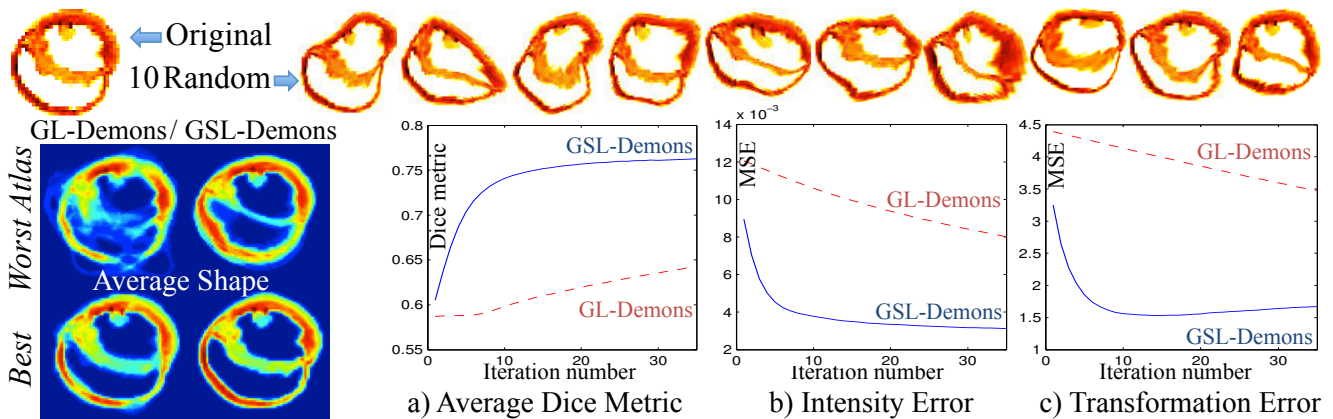 Original
10 Random
GL-Demons / GSL-Demons
Worst Atlas
Average Shape
Best
0.8
0.75
0.7
0.65
0.6
0.55
Dice metric
GSL-Demons
GL-Demons
10 20 30
Iteration number
a) Average Dice Metric
× 10⁻³
14
12
10
8
6
4
2
MSE
GL-Demons
GSL-Demons
0 10 20 30
Iteration number
b) Intensity Error
4.5
4
3.5
3
2.5
2
1.5
1
MSE
GL-Demons
GSL-Demons
0 10 20 30
Iteration number
c) Transformation Error